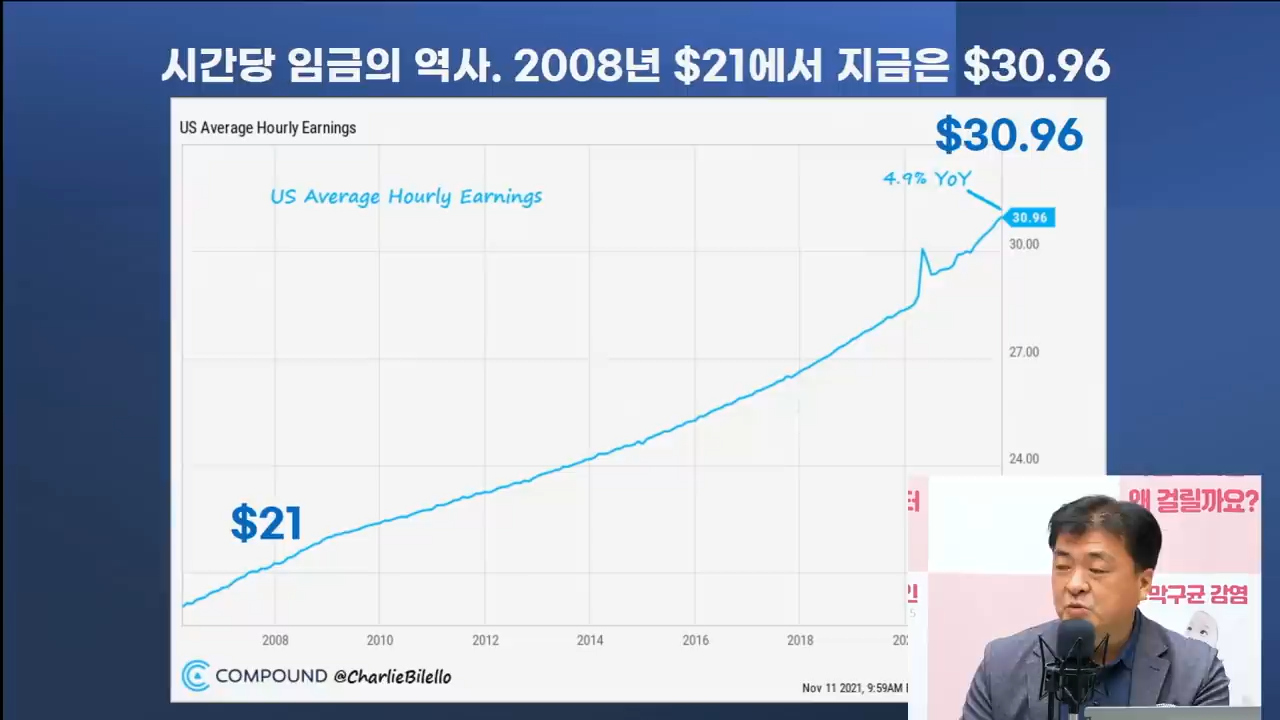 시간당 임금의 역사. 2008년 $21에서 지금은 $30.96
US Average Hourly Earnings
$30.96
US Average Hourly Earnings
4.9% YoY
30.96
30.00
27.00
24.00
$21
터
왜 걸릴까요?
인
막구균 감염
2008 2010 2012 2014 2016 2018
COMPOUND @CharlieBilello
Nov 11 2021, 9:59AM